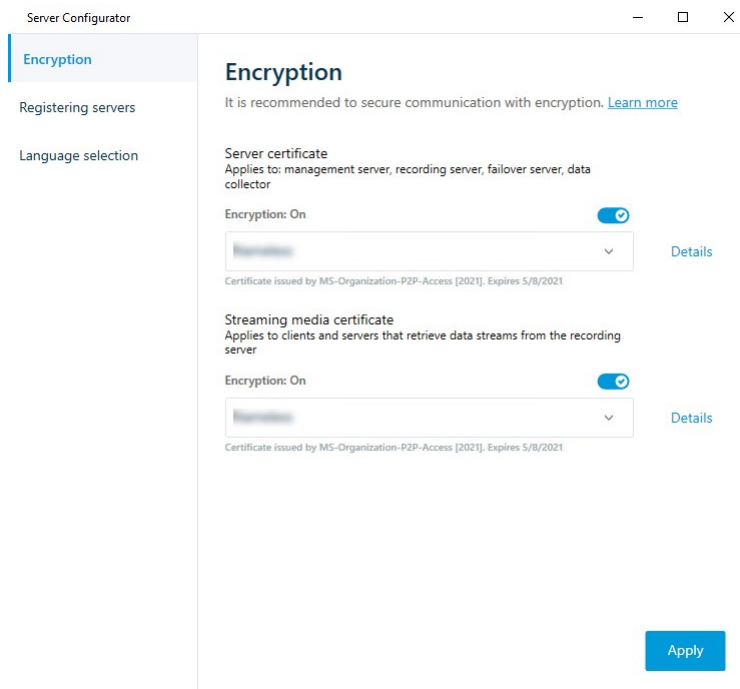 Server Configurator
Encryption
Registering servers
Language selection
Encryption
It is recommended to secure communication with encryption. Learn more
Server certificate
Applies to: management server, recording server, failover server, data
collector
Encryption: On
Details
Certificate issued by MS-Organization-P2P-Access [2021]. Expires 5/8/2021
Streaming media certificate
Applies to clients and servers that retrieve data streams from the recording
server
Encryption: On
Details
Certificate issued by MS-Organization-P2P-Access [2021]. Expires 5/8/2021
Apply